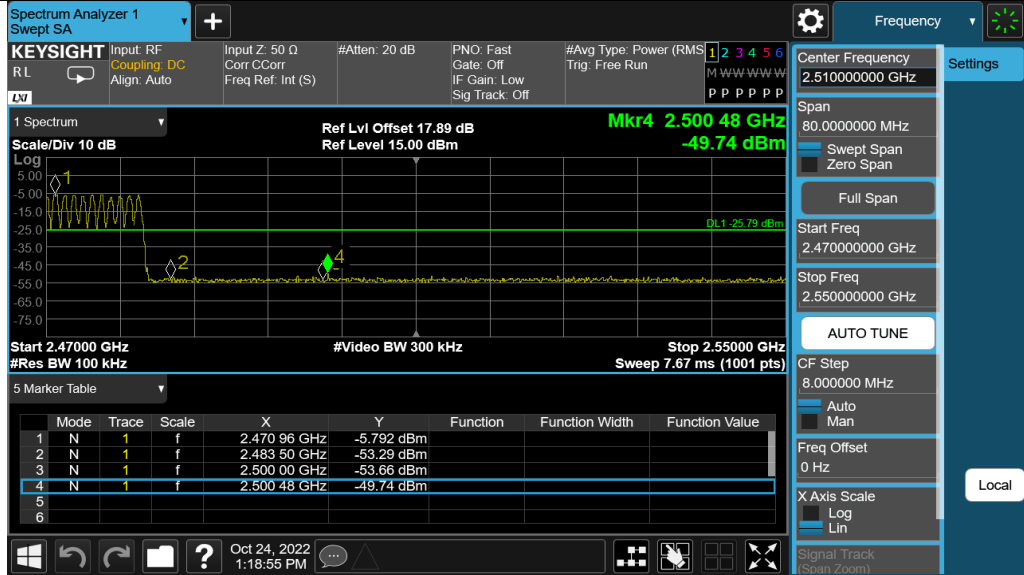 Spectrum Analyzer 1
Swept SA
Frequency
KEYSIGHT
R L
LXI
Input: RF
Coupling: DC
Align: Auto
Input Z: 50 Ω
Corr CCorr
Freq Ref: Int (S)
#Atten: 20 dB
PNO: Fast
Gate: Off
IF Gain: Low
Sig Track: Off
#Avg Type: Power (RMS
Trig: Free Run
1 2 3 4 5 6
M W W W W W
P P P P P P
1 Spectrum
Scale/Div 10 dB
Ref Lvl Offset 17.89 dB
Ref Level 15.00 dBm
Mkr4 2.500 48 GHz
-49.74 dBm
Log
5.00
-5.00
-15.0
-25.0
-35.0
-45.0
-55.0
-65.0
-75.0
1
2
4
DL1 -25.79 dBm
Start 2.47000 GHz
#Video BW 300 kHz
Stop 2.55000 GHz
#Res BW 100 kHz
Sweep 7.67 ms (1001 pts)
5 Marker Table
Mode Trace Scale X Y Function Function Width Function Value
1 N 1 f 2.470 96 GHz -5.792 dBm
2 N 1 f 2.483 50 GHz -53.29 dBm
3 N 1 f 2.500 00 GHz -53.66 dBm
4 N 1 f 2.500 48 GHz -49.74 dBm
5
6
Center Frequency
2.510000000 GHz
Span
80.0000000 MHz
Swept Span
Zero Span
Full Span
Start Freq
2.470000000 GHz
Stop Freq
2.550000000 GHz
AUTO TUNE
CF Step
8.000000 MHz
Auto
Man
Freq Offset
0 Hz
X Axis Scale
Log
Lin
Signal Track
(Span Zoom)
Settings
Local
?
Oct 24, 2022
1:18:55 PM